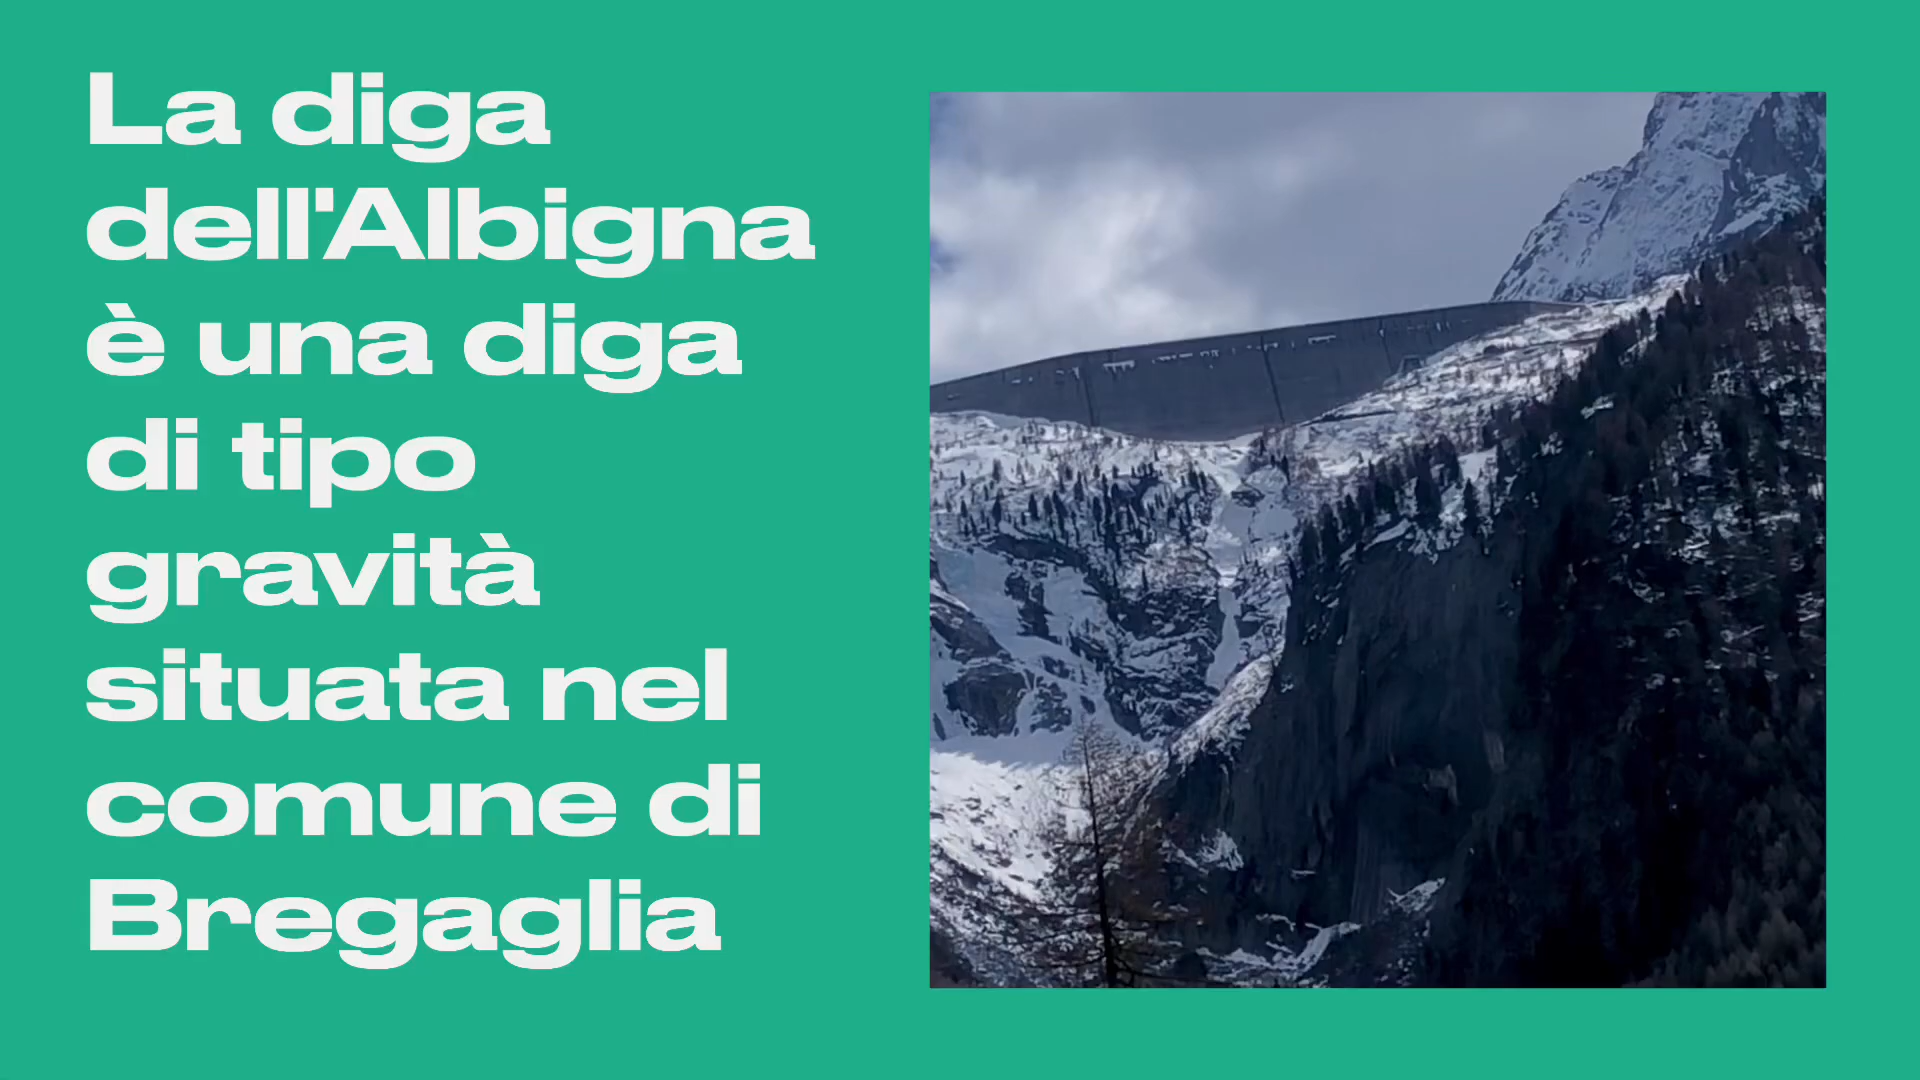 La diga
dell'Albigna
è una diga
di tipo
gravità
situata nel
comune di
Bregaglia